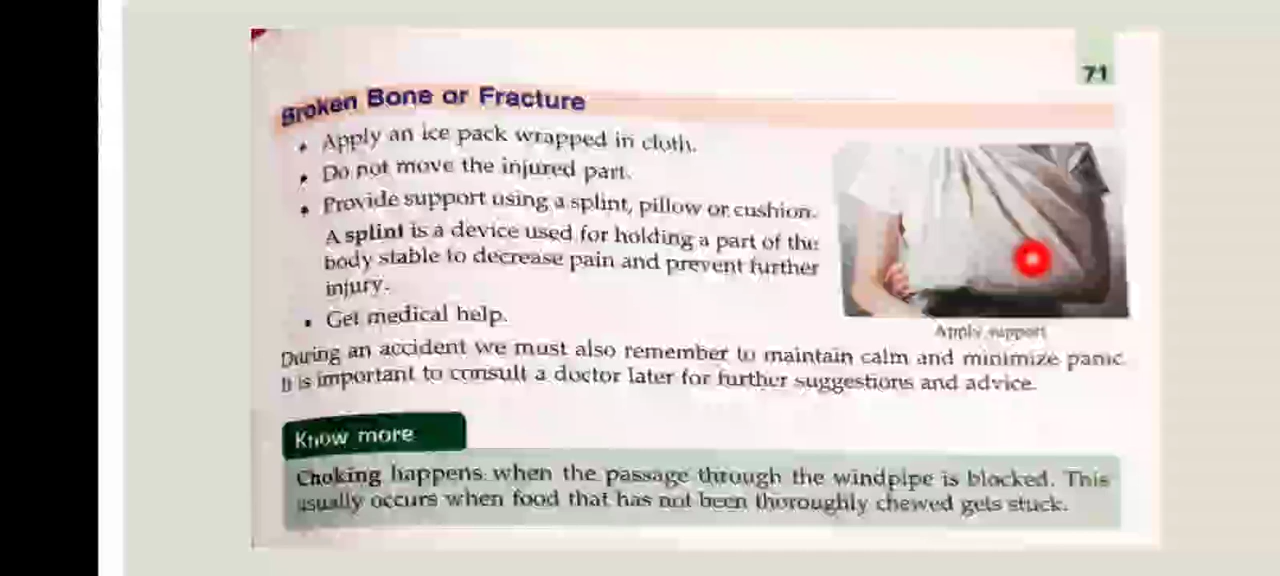 71
Broken Bone or Fracture
• Apply an ice pack wrapped in cloth.
• Do not move the injured part.
• Provide support using a splint, pillow or cushion.
A splint is a device used for holding a part of the
body stable to decrease pain and prevent further
injury.
• Get medical help.
Apply support
During an accident we must also remember to maintain calm and minimize panic.
It is important to consult a doctor later for further suggestions and advice.
Know more
Choking happens when the passage through the windpipe is blocked. This
usually occurs when food that has not been thoroughly chewed gets stuck.